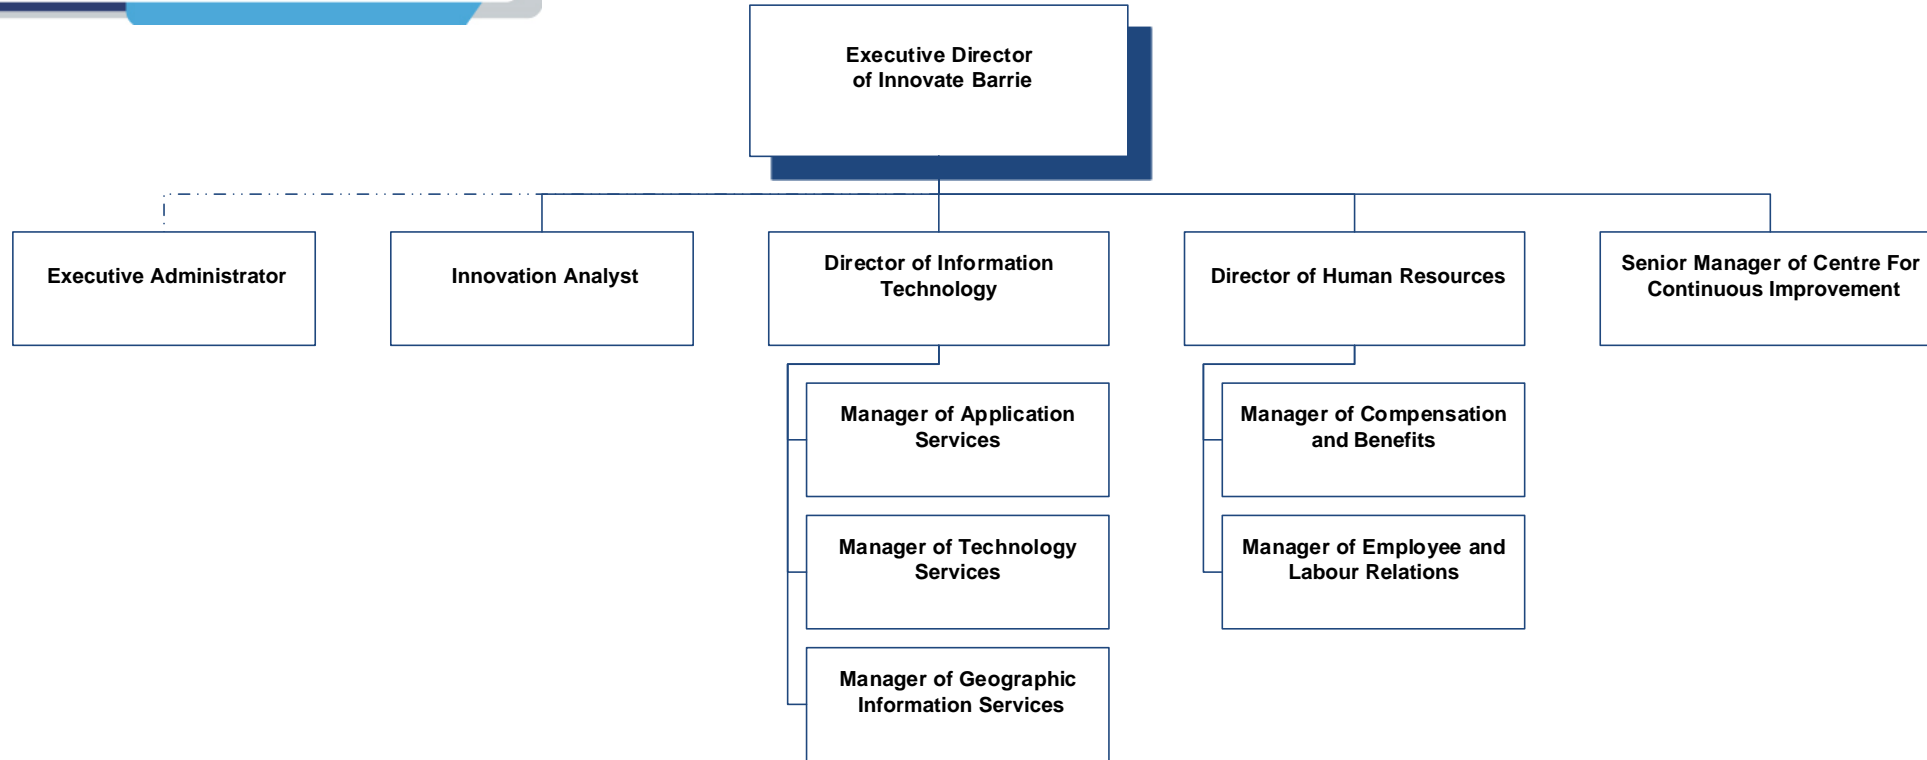 Executive Director
of Innovate Barrie
Executive Administrator
Innovation Analyst
Director of Information
Technology
Director of Human Resources
Senior Manager of Centre For
Continuous Improvement
Manager of Application
Services
Manager of Technology
Services
Manager of Geographic
Information Services
Manager of Compensation
and Benefits
Manager of Employee and
Labour Relations